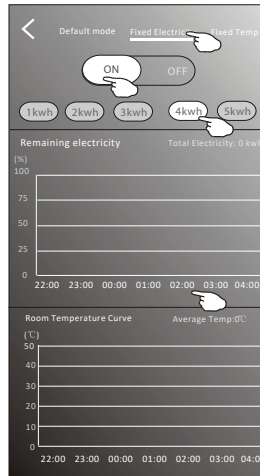 Default mode Fixed Electric Fixed Temp
ON OFF
1kwh 2kwh 3kwh 4kwh 5kwh
Remaining electricity Total Electricity: 0 kwh
(%)
100
75
50
25
0
22:00 23:00 00:00 01:00 02:00 03:00 04:00
Room Temperature Curve Average Temp:0℃
(℃)
50
40
30
20
10
0
22:00 23:00 00:00 01:00 02:00 03:00 04:0